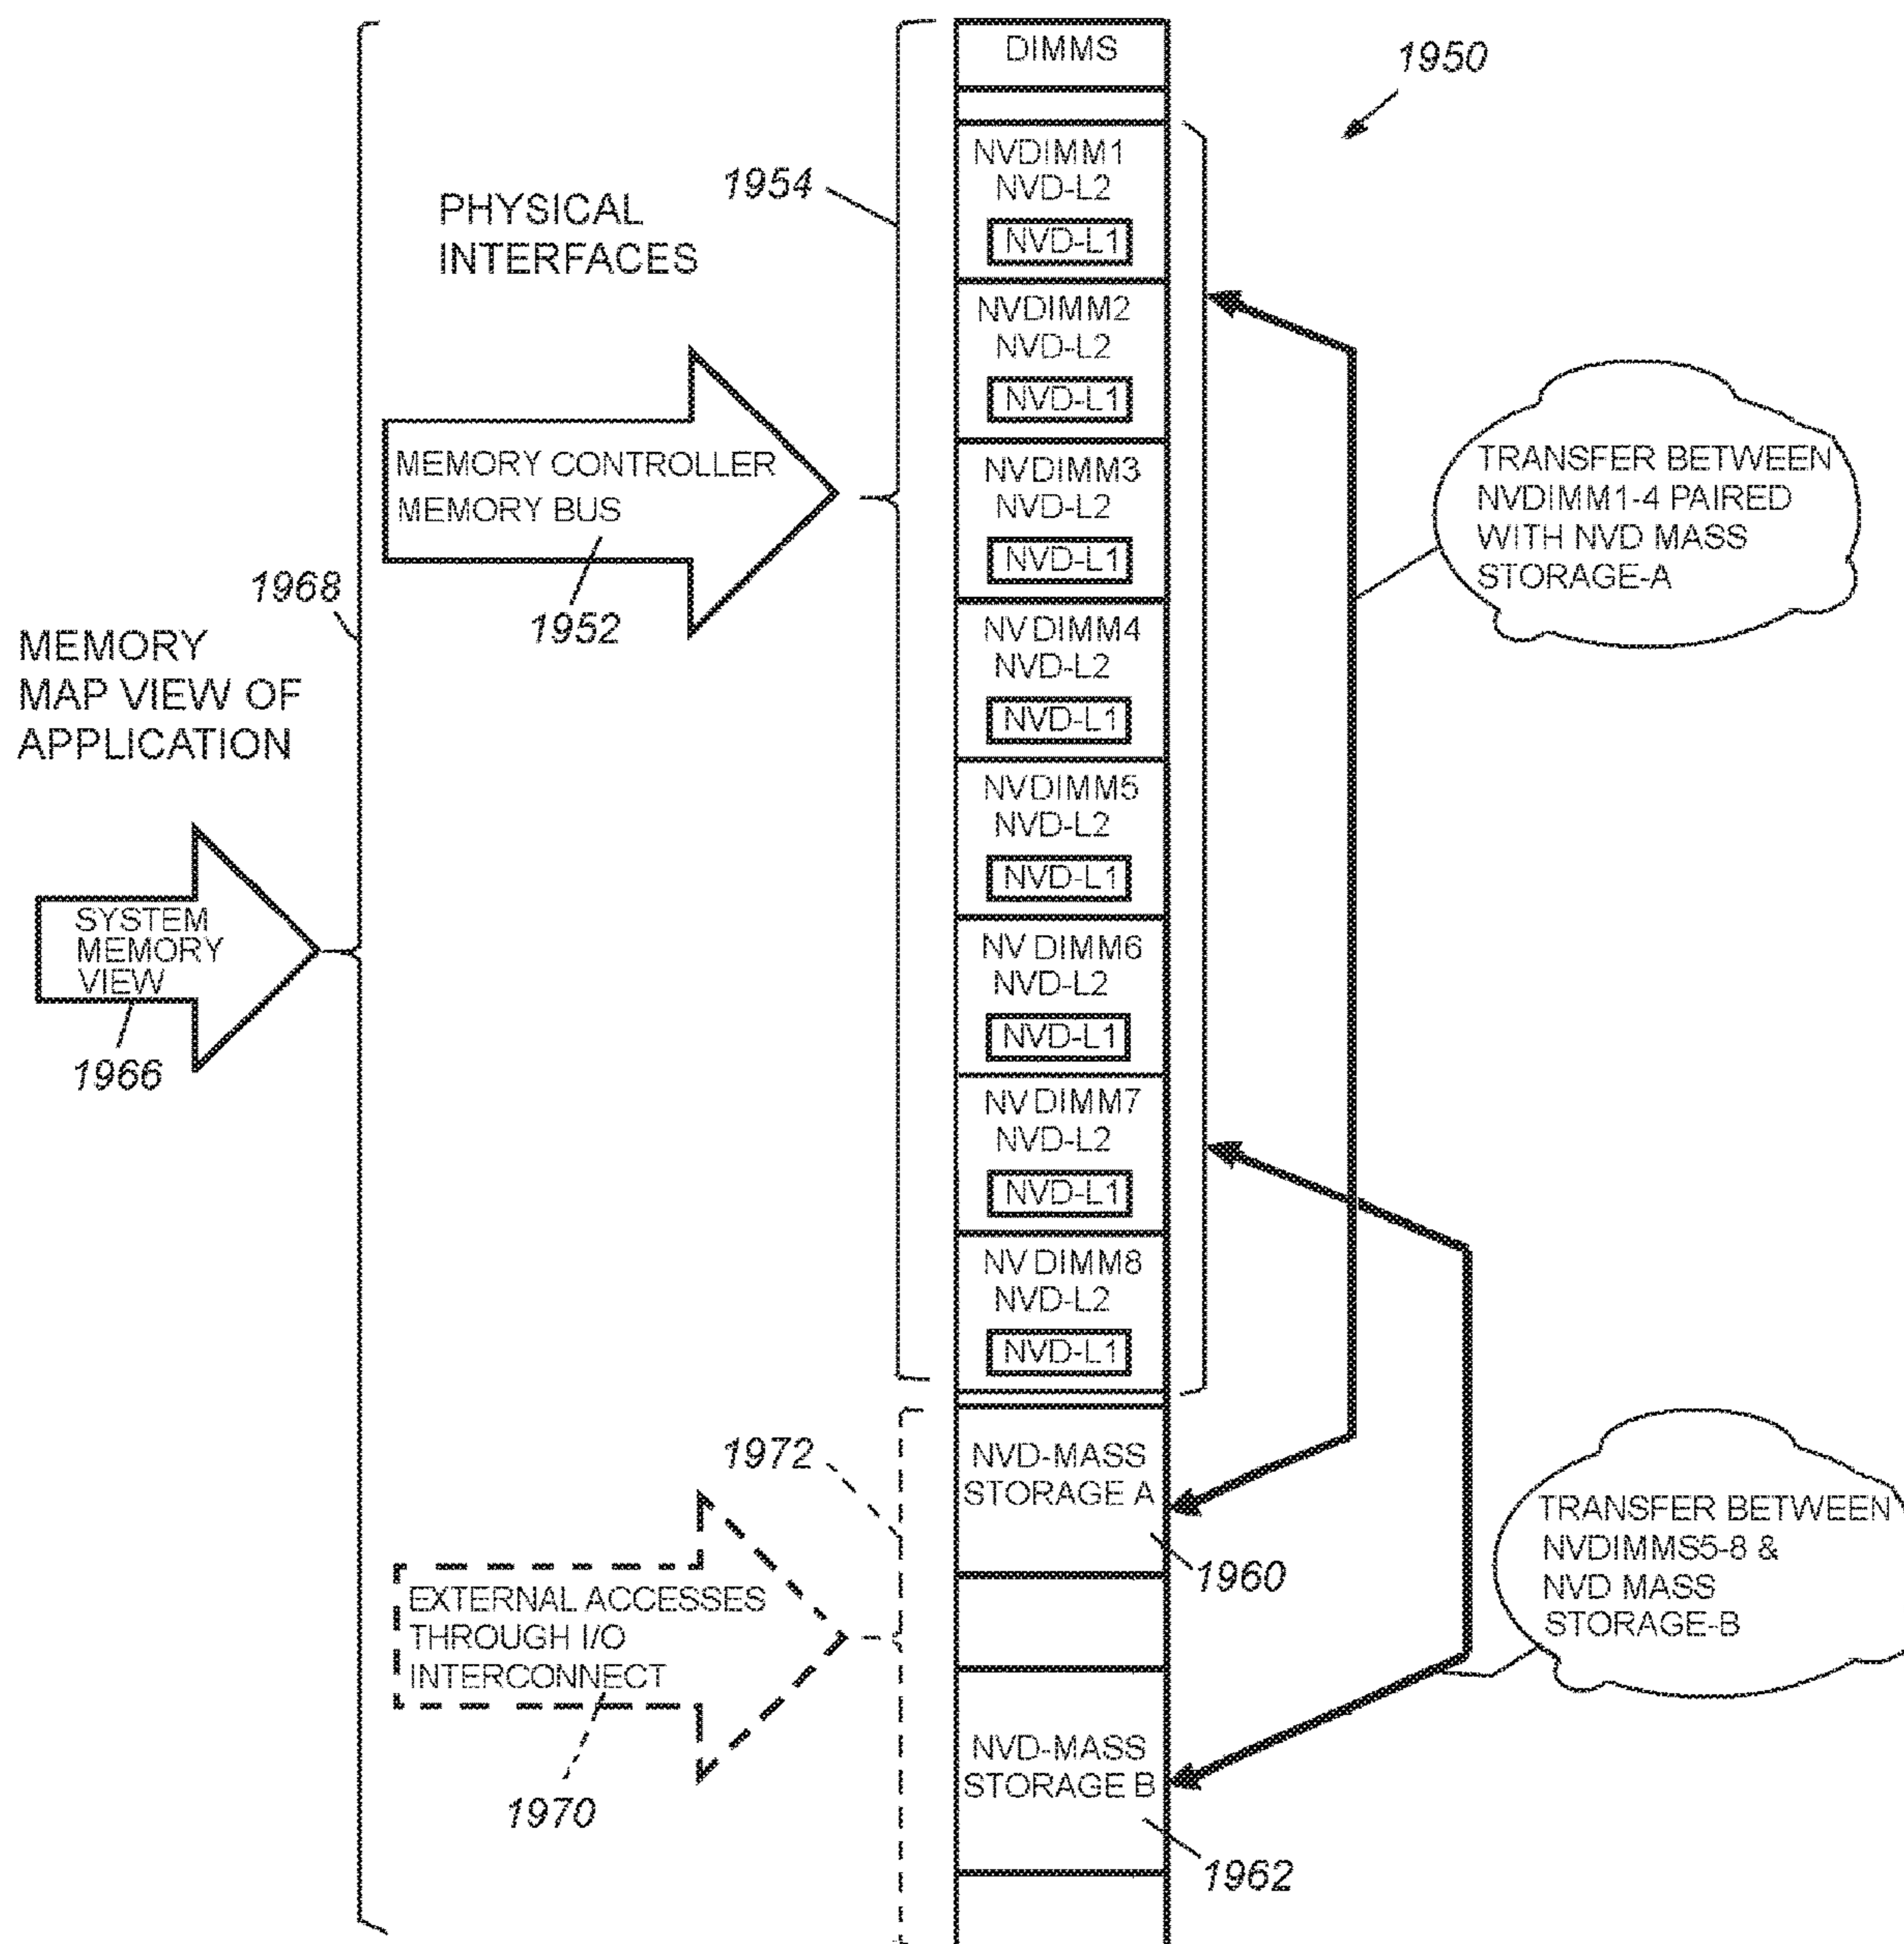 DIMMS
1950
NVDIMM1
NVD-L2
NVD-L1
1954
PHYSICAL
INTERFACES
NVDIMM2
NVD-L2
NVD-L1
MEMORY CONTROLLER
MEMORY BUS
1952
NVDIMM3
NVD-L2
NVD-L1
TRANSFER BETWEEN
NVDIMM1-4 PAIRED
WITH NVD MASS
STORAGE-A
1968
MEMORY
MAP VIEW OF
APPLICATION
NVDIMM4
NVD-L2
NVD-L1
NVDIMM5
NVD-L2
NVD-L1
SYSTEM
MEMORY
VIEW
1966
NVDIMM6
NVD-L2
NVD-L1
NVDIMM7
NVD-L2
NVD-L1
NVDIMM8
NVD-L2
NVD-L1
1972
NVD-MASS
STORAGE A
1960
EXTERNAL ACCESSES
THROUGH I/O
INTERCONNECT
1970
TRANSFER BETWEEN
NVDIMMS5-8 &
NVD MASS
STORAGE-B
NVD-MASS
STORAGE B
1962